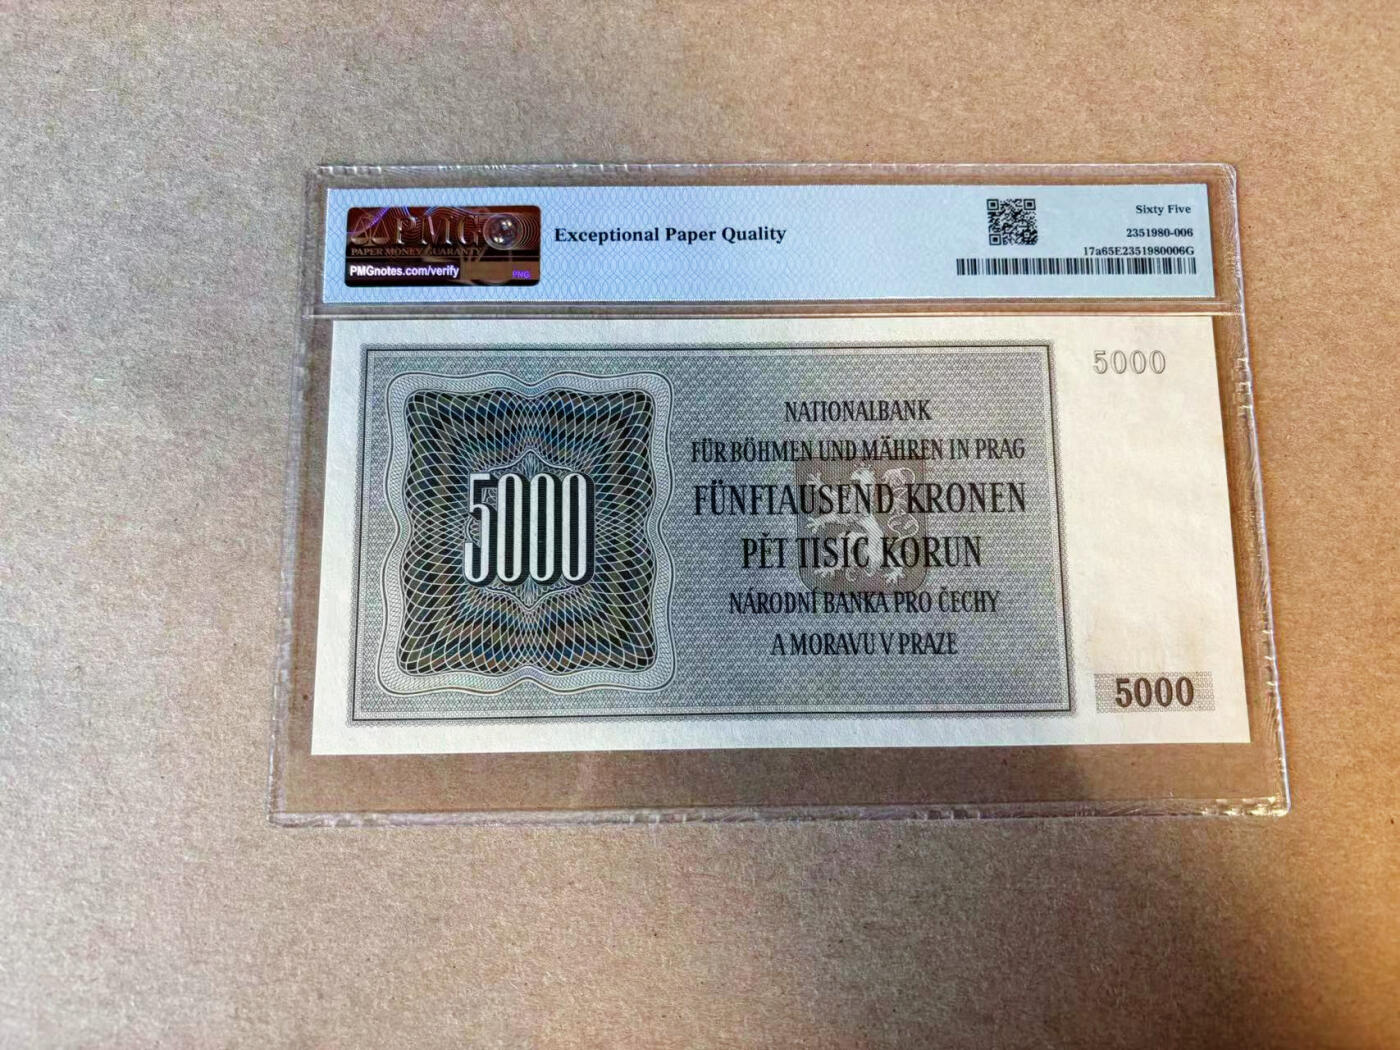 PMG
PAPER MONEY GUARANTY
PMGnotes.com/verify
PNG
Exceptional Paper Quality
Sixty Five
2351980-006
17a65E2351980006G
5000
5000
NATIONALBANK
FÜR BÖHMEN UND MÄHREN IN PRAG
FÜNFTAUSEND KRONEN
PĚT TISÍC KORUN
NÁRODNÍ BANKA PRO ČECHY
A MORAVU V PRAZE
5000